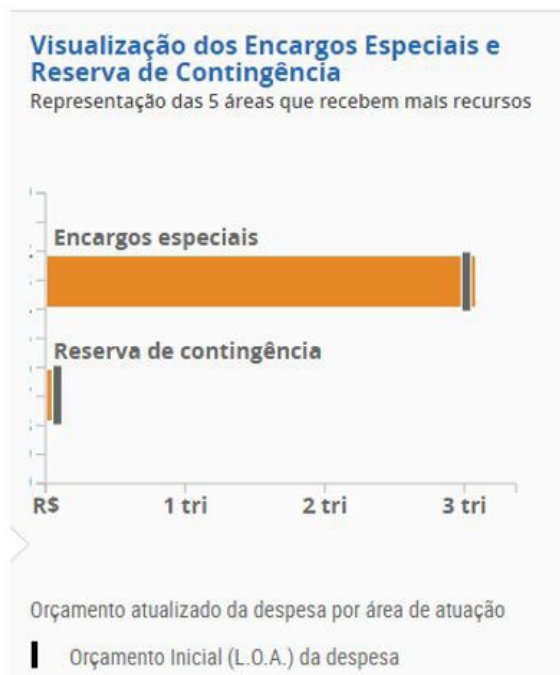 Visualização dos Encargos Especiais e
Reserva de Contingência
Representação das 5 áreas que recebem mais recursos
Encargos especiais
Reserva de contingência
R$ 1 tri 2 tri 3 tri
Orçamento atualizado da despesa por área de atuação
Orçamento Inicial (L.O.A.) da despesa